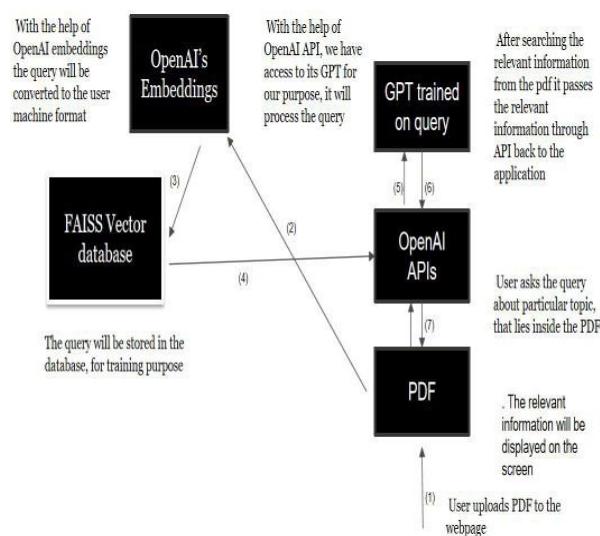 With the help of
OpenAI embeddings
the query will be
converted to the user
machine format
OpenAI's
Embeddings
With the help of
OpenAI API, we have
access to its GPT for
our purpose, it will
process the query
GPT trained
on query
After searching the
relevant information
from the pdf it passes
the relevant
information through
API back to the
application
(3)
(2)
(5)
(6)
FAISS Vector
database
(4)
OpenAI
APIs
The query will be stored in the
database, for training purpose
(7)
User asks the query
about particular topic,
that lies inside the PDF
PDF
. The relevant
information will be
displayed on the
screen
(1)
User uploads PDF to the
webpage